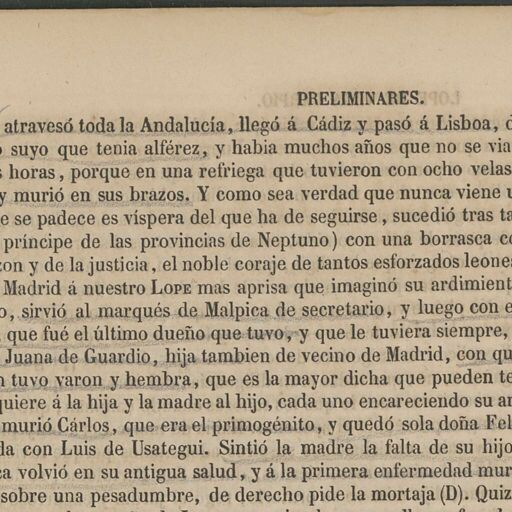 PRELIMINARES.
atravesó toda la Andalucía, llegó á Cádiz y pasó á Lisboa, d
o suyo que tenia alférez, y habia muchos años que no se via
s horas, porque en una refriega que tuvieron con ocho velas
y murió en sus brazos. Y como sea verdad que nunca viene u
e se padece es víspera del que ha de seguirse, sucedió tras ta
príncipe de las provincias de Neptuno) con una borrasca co
zon y de la justicia, el noble coraje de tantos esforzados leones
Madrid á nuestro LOPE mas aprisa que imaginó su ardimient
o, sirvió al marqués de Malpica de secretario, y luego con e
que fué el último dueño que tuvo, y que le tuviera siempre,
Juana de Guardio, hija tambien de vecino de Madrid, con qu
n tuvo varon y hembra, que es la mayor dicha que pueden te
quiere á la hija y la madre al hijo, cada uno encareciendo su am
murió Cárlos, que era el primogénito, y quedó sola doña Fel
da con Luis de Usategui. Sintió la madre la falta de su hijo
ca volvió en su antigua salud, y á la primera enfermedad mur
sobre una pesadumbre, de derecho pide la mortaja (D). Quiz